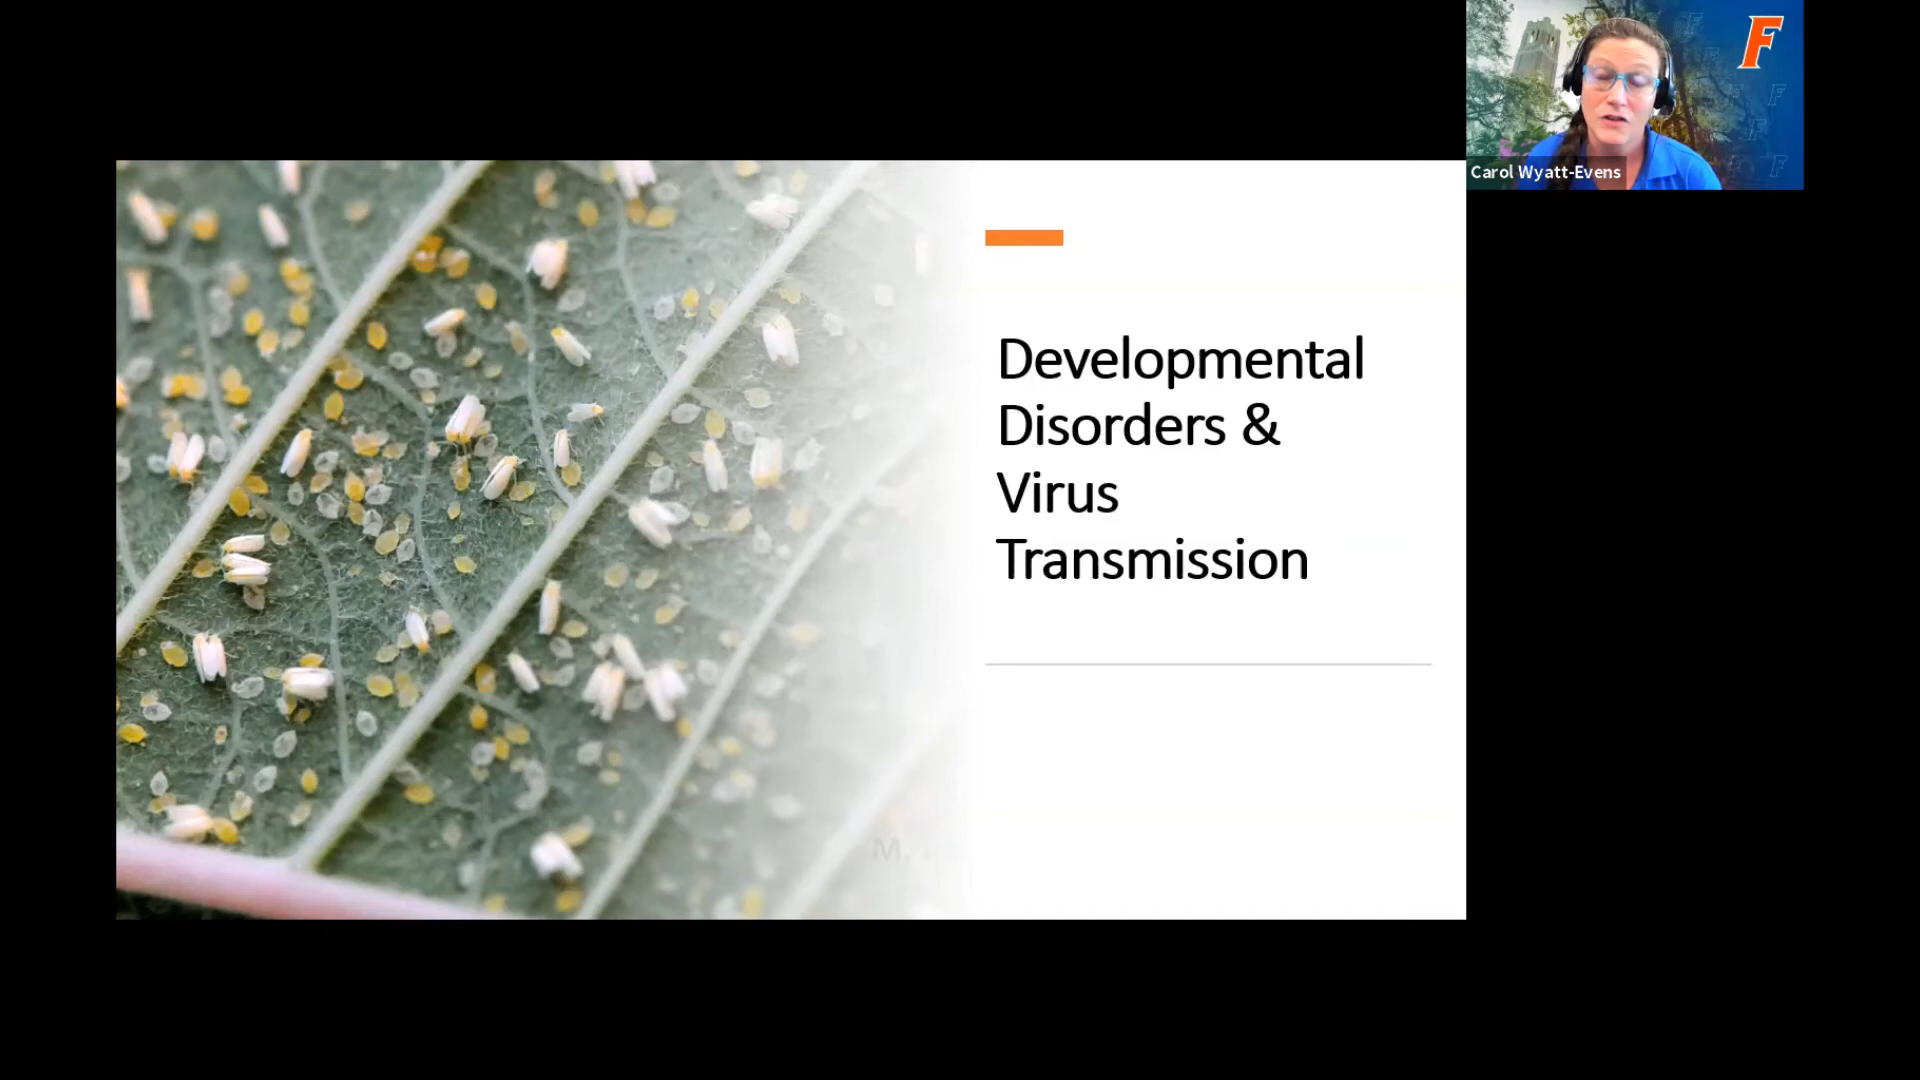 F
Carol Wyatt-Evens
Developmental
Disorders &
Virus
Transmission